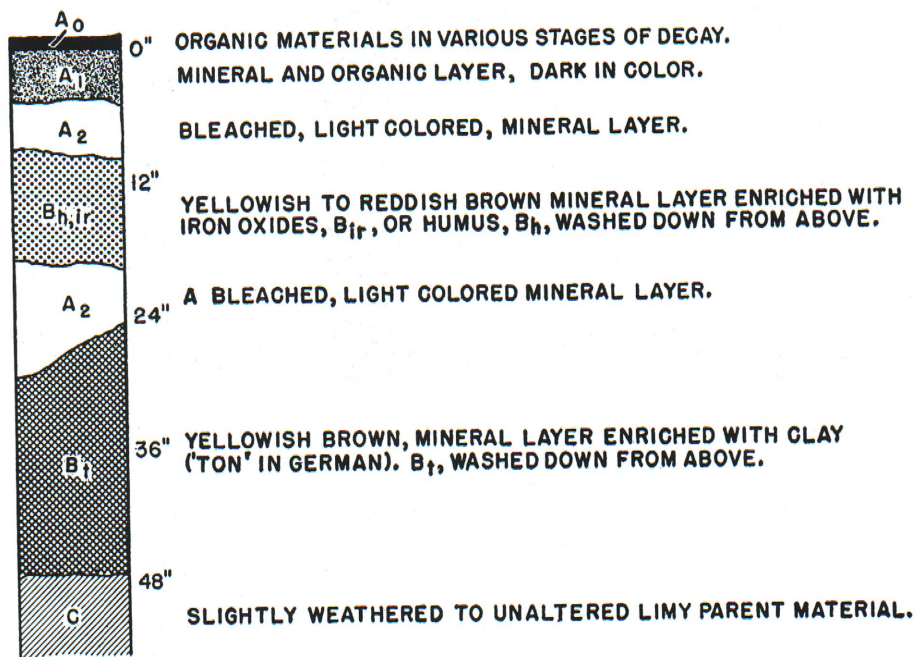 A₀
0" ORGANIC MATERIALS IN VARIOUS STAGES OF DECAY.
A₁ MINERAL AND ORGANIC LAYER, DARK IN COLOR.
A₂ BLEACHED, LIGHT COLORED, MINERAL LAYER.
12"
Bh,ir YELLOWISH TO REDDISH BROWN MINERAL LAYER ENRICHED WITH
IRON OXIDES, Bir, OR HUMUS, Bh, WASHED DOWN FROM ABOVE.
A₂ A BLEACHED, LIGHT COLORED MINERAL LAYER.
24"
36" YELLOWISH BROWN, MINERAL LAYER ENRICHED WITH CLAY
Bt ('TON' IN GERMAN). Bt, WASHED DOWN FROM ABOVE.
48"
C SLIGHTLY WEATHERED TO UNALTERED LIMY PARENT MATERIAL.